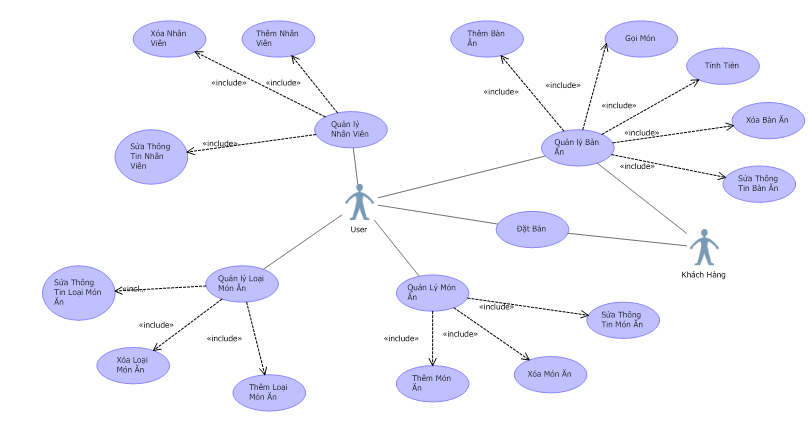 Xóa Nhân
Viên
Thêm Nhân
Viên
Thêm Bàn
Ăn
Gọi Món
Tính Tiền
«include»
«include»
«include»
«include»
«include»
Xóa Bàn Ăn
Quản lý
Nhân Viên
Sửa Thông
Tin Nhân
Viên
«include»
Quản lý Bàn
Ăn
«include»
«include»
Sửa Thông
Tin Bàn Ăn
User
Đặt Bàn
Khách Hàng
Sửa Thông
Tin Loại Món
Ăn
«incl...
Quản lý Loại
Món Ăn
Quản Lý Món
Ăn
«include»
Sửa Thông
Tin Món Ăn
«include»
«include»
«include»
«include»
Xóa Loại
Món Ăn
Thêm Loại
Món Ăn
Thêm Món
Ăn
Xóa Món Ăn